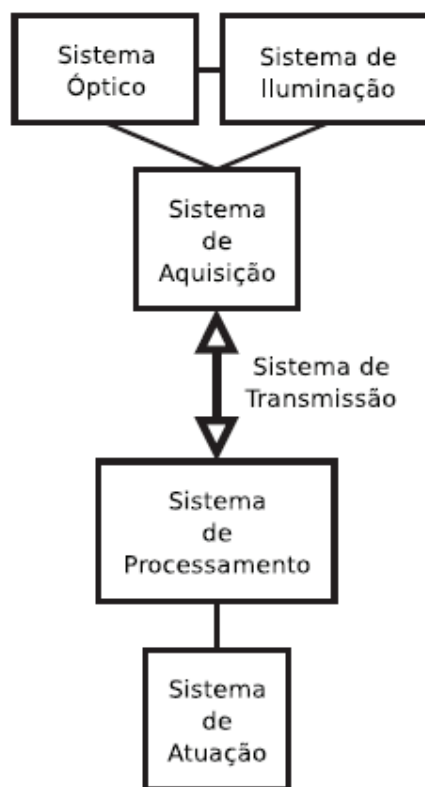 Sistema
Óptico
Sistema de
Iluminação
Sistema
de
Aquisição
Sistema de
Transmissão
Sistema
de
Processamento
Sistema
de
Atuação